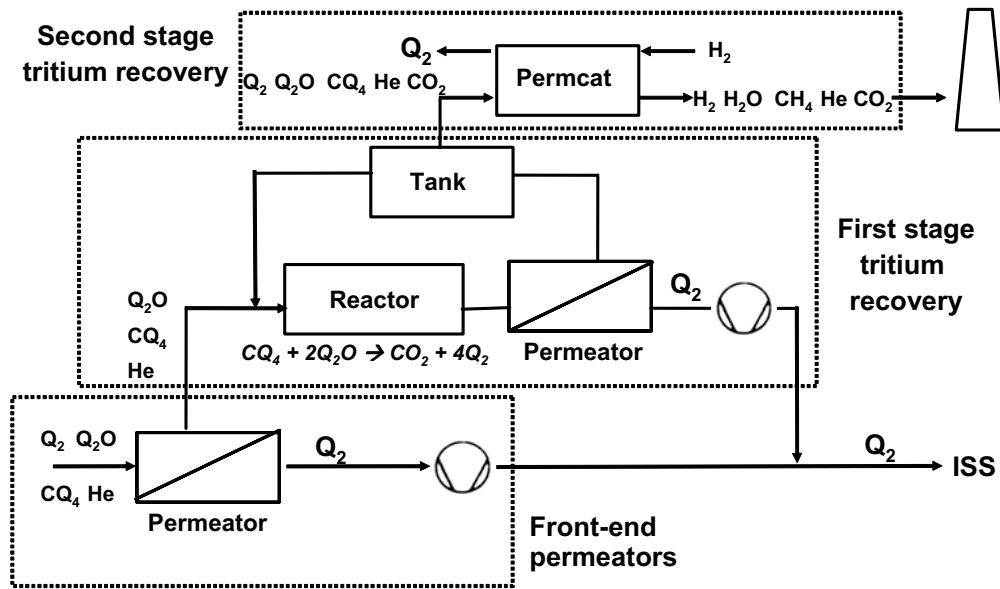 Second stage
tritium recovery
Q₂
H₂
Permcat
Q₂ Q₂O CQ₄ He CO₂
H₂ H₂O CH₄ He CO₂
Tank
First stage
tritium
recovery
Q₂O
CQ₄
He
Reactor
Q₂
CQ₄ + 2Q₂O → CO₂ + 4Q₂
Permeator
Q₂ Q₂O
CQ₄ He
Q₂
Q₂
ISS
Permeator
Front-end
permeators